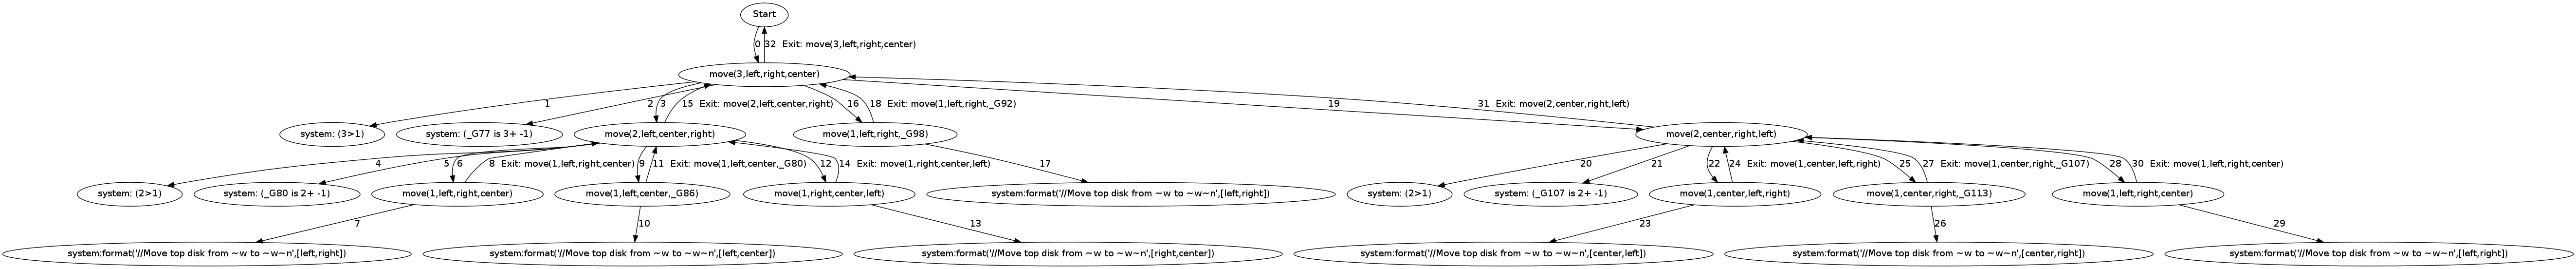 Start
0
32 Exit: move(3,left,right,center)
move(3,left,right,center)
1
2
3
15 Exit: move(2,left,center,right)
16
18 Exit: move(1,left,right,_G92)
19
31 Exit: move(2,center,right,left)
system: (3>1)
system: (_G77 is 3+ -1)
move(2,left,center,right)
move(1,left,right,_G98)
move(2,center,right,left)
4
5
6
8 Exit: move(1,left,right,center)
9
11 Exit: move(1,left,center,_G80)
12
14 Exit: move(1,right,center,left)
17
20
21
22
24 Exit: move(1,center,left,right)
25
27 Exit: move(1,center,right,_G107)
28
30 Exit: move(1,left,right,center)
system: (2>1)
system: (_G80 is 2+ -1)
move(1,left,right,center)
move(1,left,center,_G86)
move(1,right,center,left)
system:format('//Move top disk from ~w to ~w~n',[left,right])
system: (2>1)
system: (_G107 is 2+ -1)
move(1,center,left,right)
move(1,center,right,_G113)
move(1,left,right,center)
7
10
13
23
26
29
system:format('//Move top disk from ~w to ~w~n',[left,right])
system:format('//Move top disk from ~w to ~w~n',[left,center])
system:format('//Move top disk from ~w to ~w~n',[right,center])
system:format('//Move top disk from ~w to ~w~n',[center,left])
system:format('//Move top disk from ~w to ~w~n',[center,right])
system:format('//Move top disk from ~w to ~w~n',[left,right])